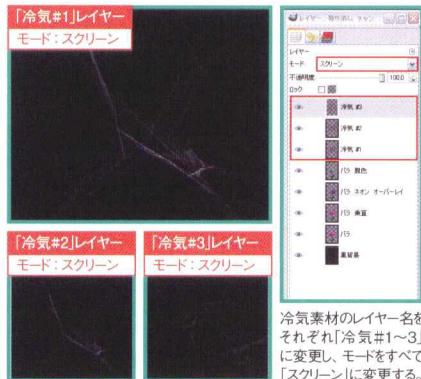 「冷気#1」レイヤー
モード：スクリーン
「冷気#2」レイヤー
モード：スクリーン
「冷気#3」レイヤー
モード：スクリーン
レイヤー
モード:
スクリーン
不透明度
100.0
ロック
冷気 #3
冷気 #2
冷気 #1
バラ 脱色
バラ ネオン オーバーレイ
バラ
黒背景
冷気素材のレイヤー名を
それぞれ「冷気#1〜3」
に変更し、モードをすべて
「スクリーン」に変更する。